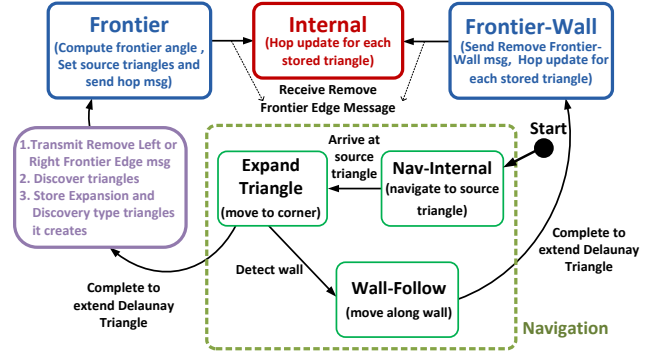 Frontier
(Compute frontier angle ,
Set source triangles and
send hop msg)
Internal
(Hop update for each
stored triangle)
Frontier-Wall
(Send Remove Frontier-
Wall msg, Hop update for
each stored triangle)
Receive Remove
Frontier Edge Message
1.Transmit Remove Left or
Right Frontier Edge msg
2. Discover triangles
3. Store Expansion and
Discovery type triangles
it creates
Start
Arrive at
source
triangle
Expand
Triangle
(move to corner)
Nav-Internal
(navigate to source
triangle)
Detect wall
Wall-Follow
(move along wall)
Complete to
extend Delaunay
Triangle
Complete to
extend Delaunay
Triangle
Navigation